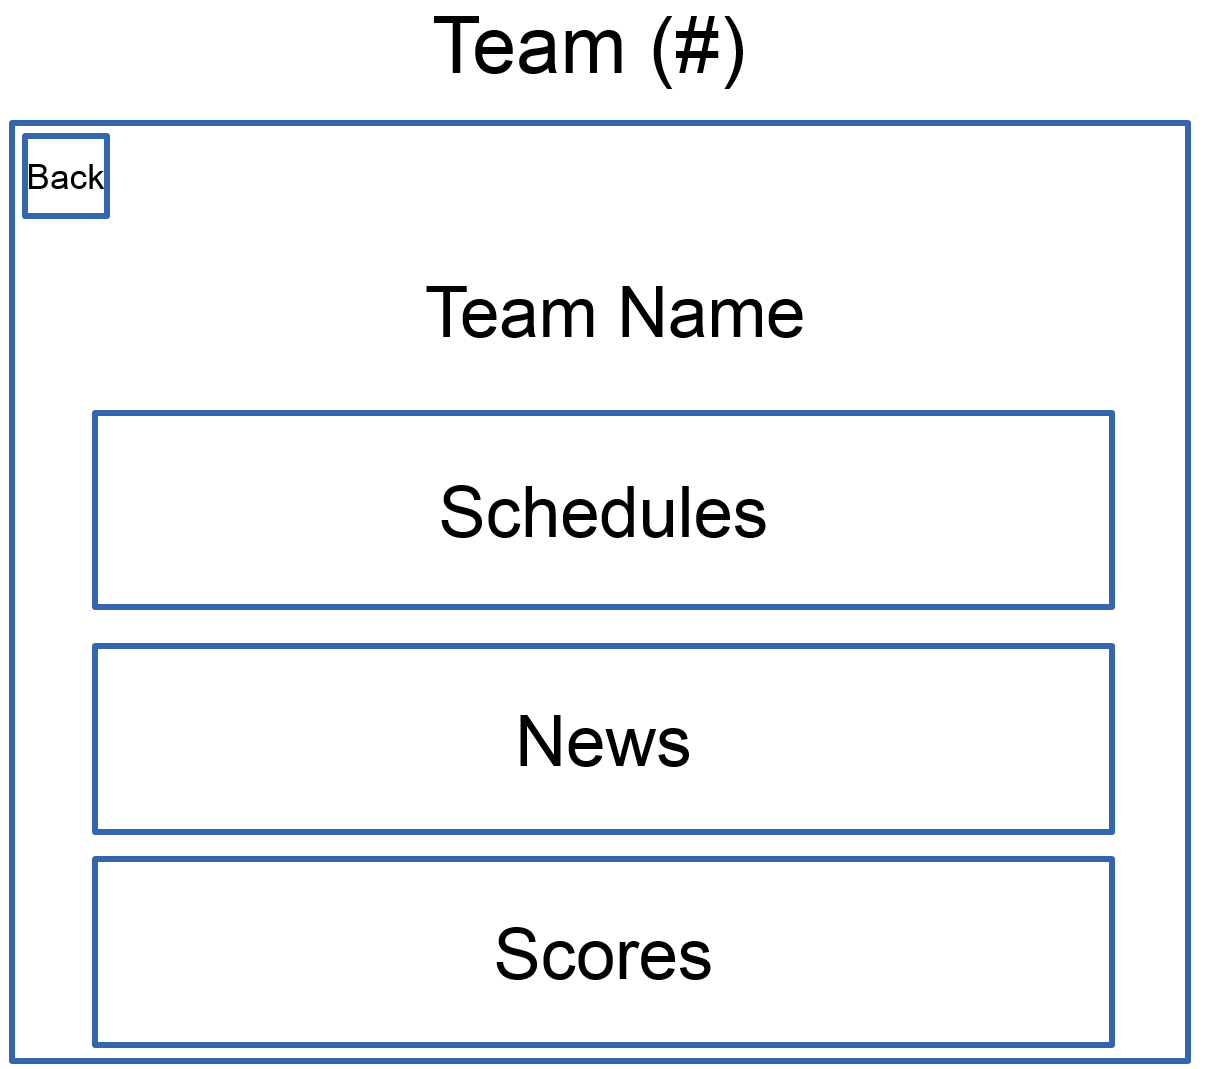 Team (#)
Back
Team Name
Schedules
News
Scores